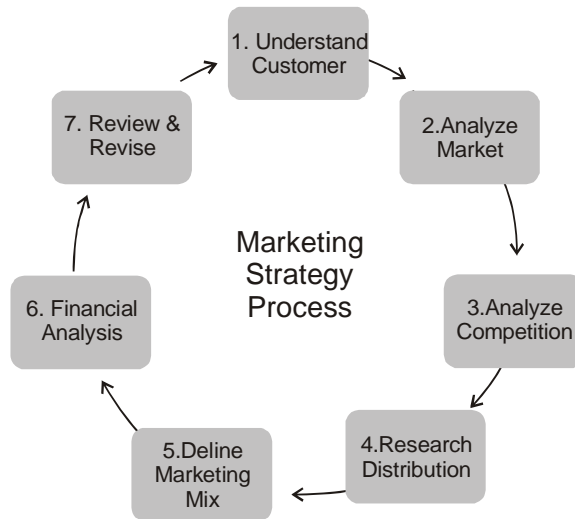 1. Understand
Customer
2.Analyze
Market
3.Analyze
Competition
4.Research
Distribution
5.Deline
Marketing
Mix
6. Financial
Analysis
7. Review &
Revise
Marketing
Strategy
Process